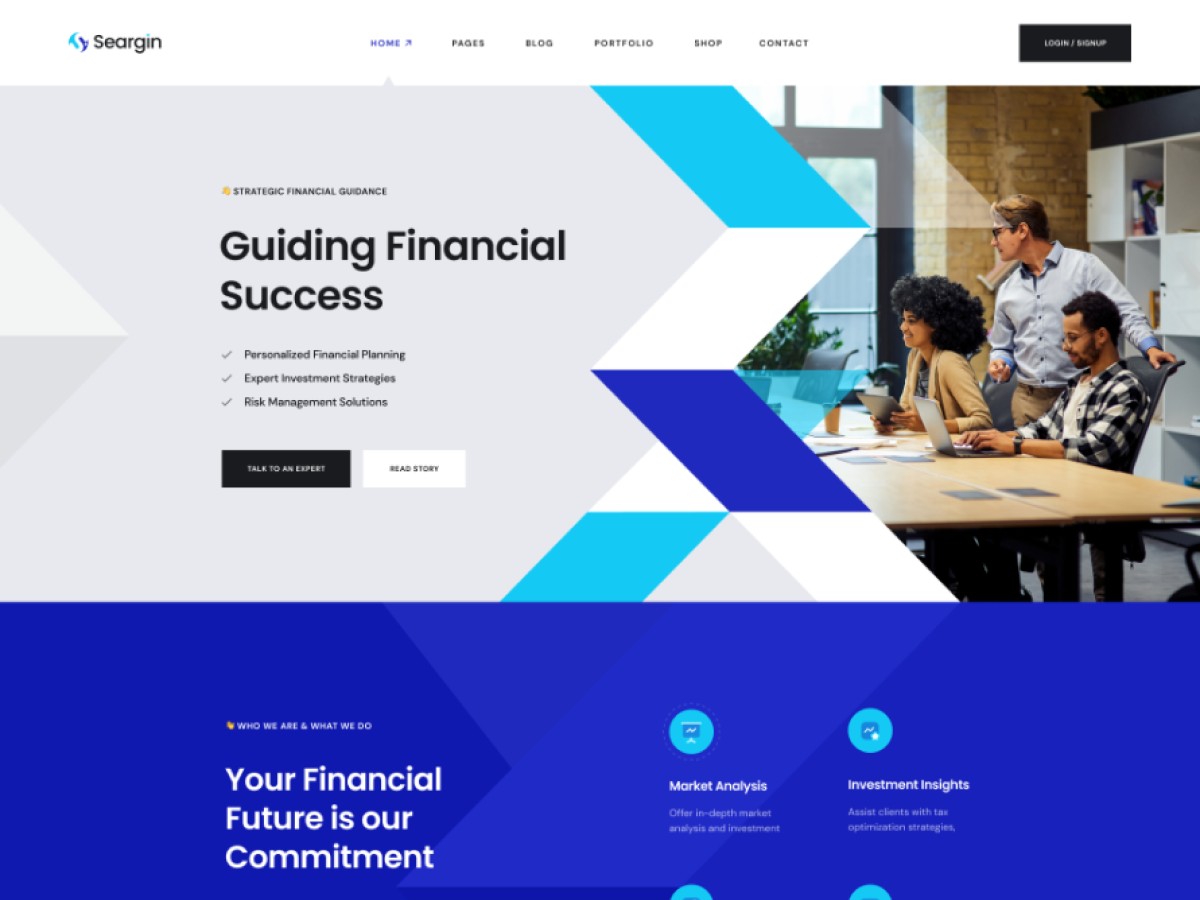 Seargin
HOME PAGES BLOG PORTFOLIO SHOP CONTACT
LOGIN / SIGNUP
STRATEGIC FINANCIAL GUIDANCE
Guiding Financial
Success
Personalized Financial Planning
Expert Investment Strategies
Risk Management Solutions
TALK TO AN EXPERT
READ STORY
WHO WE ARE & WHAT WE DO
Your Financial
Future is our
Commitment
Market Analysis
Offer in-depth market
analysis and investment
Investment Insights
Assist clients with tax
optimization strategies,